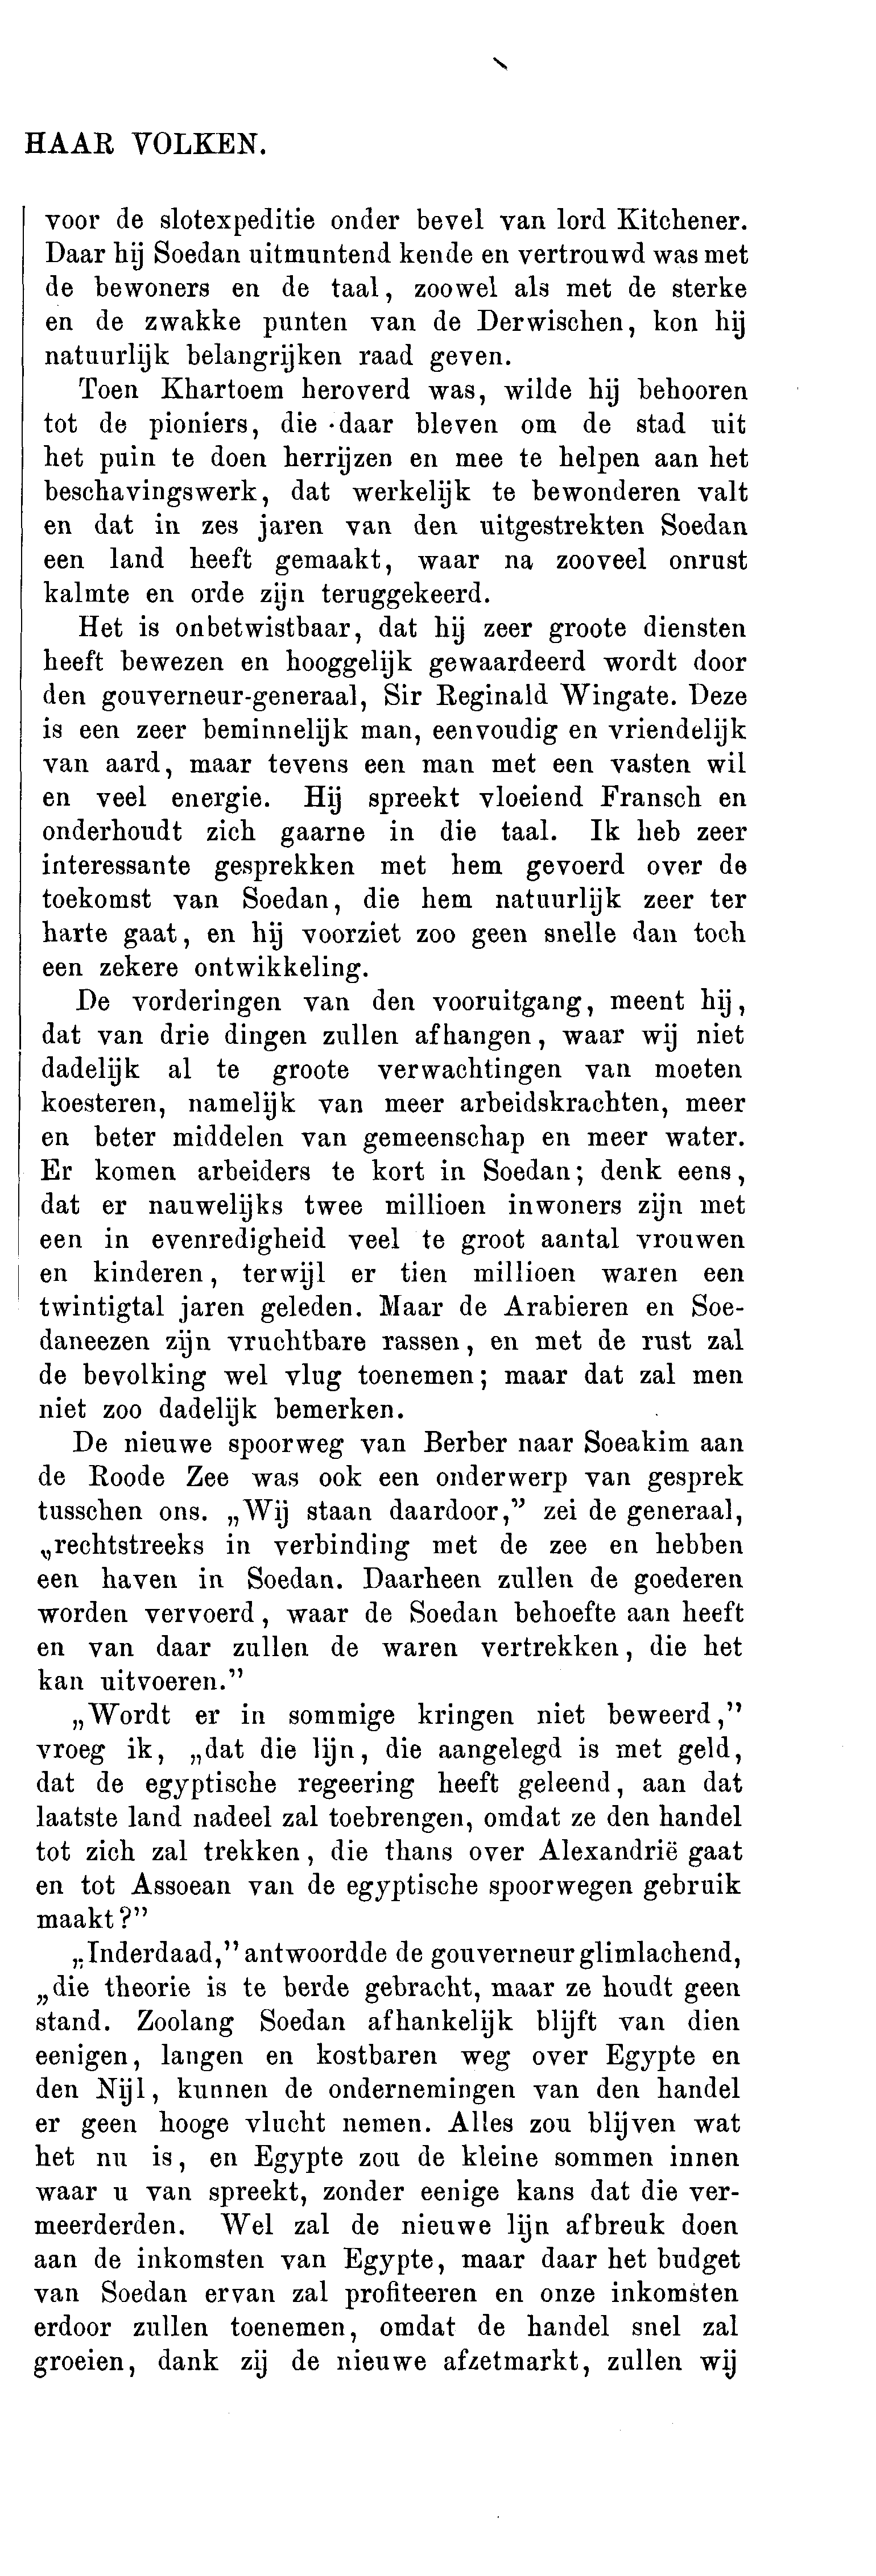 HAAR VOLKEN.
voor de slotexpeditie onder bevel van lord Kitchener.
Daar hij Soedan uitmuntend kende en vertrouwd was met
de bewoners en de taal, zoowel als met de sterke
en de zwakke punten van de Derwischen, kon hij
natuurlijk belangrijken raad geven.
Toen Khartoem heroverd was, wilde hij behooren
tot de pioniers, die daar bleven om de stad uit
het puin te doen herrijzen en mee te helpen aan het
beschavingswerk, dat werkelijk te bewonderen valt
en dat in zes jaren van den uitgestrekten Soedan
een land heeft gemaakt, waar na zooveel onrust
kalmte en orde zijn teruggekeerd.
Het is onbetwistbaar, dat hij zeer groote diensten
heeft bewezen en hooggelijk gewaardeerd wordt door
den gouverneur-generaal, Sir Reginald Wingate. Deze
is een zeer beminnelijk man, eenvoudig en vriendelijk
van aard, maar tevens een man met een vasten wil
en veel energie. Hij spreekt vloeiend Fransch en
onderhoudt zich gaarne in die taal. Ik heb zeer
interessante gesprekken met hem gevoerd over de
toekomst van Soedan, die hem natuurlijk zeer ter
harte gaat, en hij voorziet zoo geen snelle dan toch
een zekere ontwikkeling.
De vorderingen van den vooruitgang, meent hij,
dat van drie dingen zullen afhangen, waar wij niet
dadelijk al te groote verwachtingen van moeten
koesteren, namelijk van meer arbeidskrachten, meer
en beter middelen van gemeenschap en meer water.
Er komen arbeiders te kort in Soedan; denk eens,
dat er nauwelijks twee millioen inwoners zijn met
een in evenredigheid veel te groot aantal vrouwen
en kinderen, terwijl er tien millioen waren een
twintigtal jaren geleden. Maar de Arabieren en Soe-
daneezen zijn vruchtbare rassen, en met de rust zal
de bevolking wel vlug toenemen; maar dat zal men
niet zoo dadelijk bemerken.
De nieuwe spoorweg van Berber naar Soeakim aan
de Roode Zee was ook een onderwerp van gesprek
tusschen ons. „Wij staan daardoor,” zei de generaal,
„rechtstreeks in verbinding met de zee en hebben
een haven in Soedan. Daarheen zullen de goederen
worden vervoerd, waar de Soedan behoefte aan heeft
en van daar zullen de waren vertrekken, die het
kan uitvoeren.”
„Wordt er in sommige kringen niet beweerd,”
vroeg ik, „dat die lijn, die aangelegd is met geld,
dat de egyptische regeering heeft geleend, aan dat
laatste land nadeel zal toebrengen, omdat ze den handel
tot zich zal trekken, die thans over Alexandrië gaat
en tot Assoean van de egyptische spoorwegen gebruik
maakt?”
„Inderdaad,” antwoordde de gouverneur glimlachend,
„die theorie is te berde gebracht, maar ze houdt geen
stand. Zoolang Soedan afhankelijk blijft van dien
eenigen, langen en kostbaren weg over Egypte en
den Nijl, kunnen de ondernemingen van den handel
er geen hooge vlucht nemen. Alles zou blijven wat
het nu is, en Egypte zou de kleine sommen innen
waar u van spreekt, zonder eenige kans dat die ver-
meerderden. Wel zal de nieuwe lijn afbreuk doen
aan de inkomsten van Egypte, maar daar het budget
van Soedan ervan zal profiteeren en onze inkomsten
erdoor zullen toenemen, omdat de handel snel zal
groeien, dank zij de nieuwe afzetmarkt, zullen wij